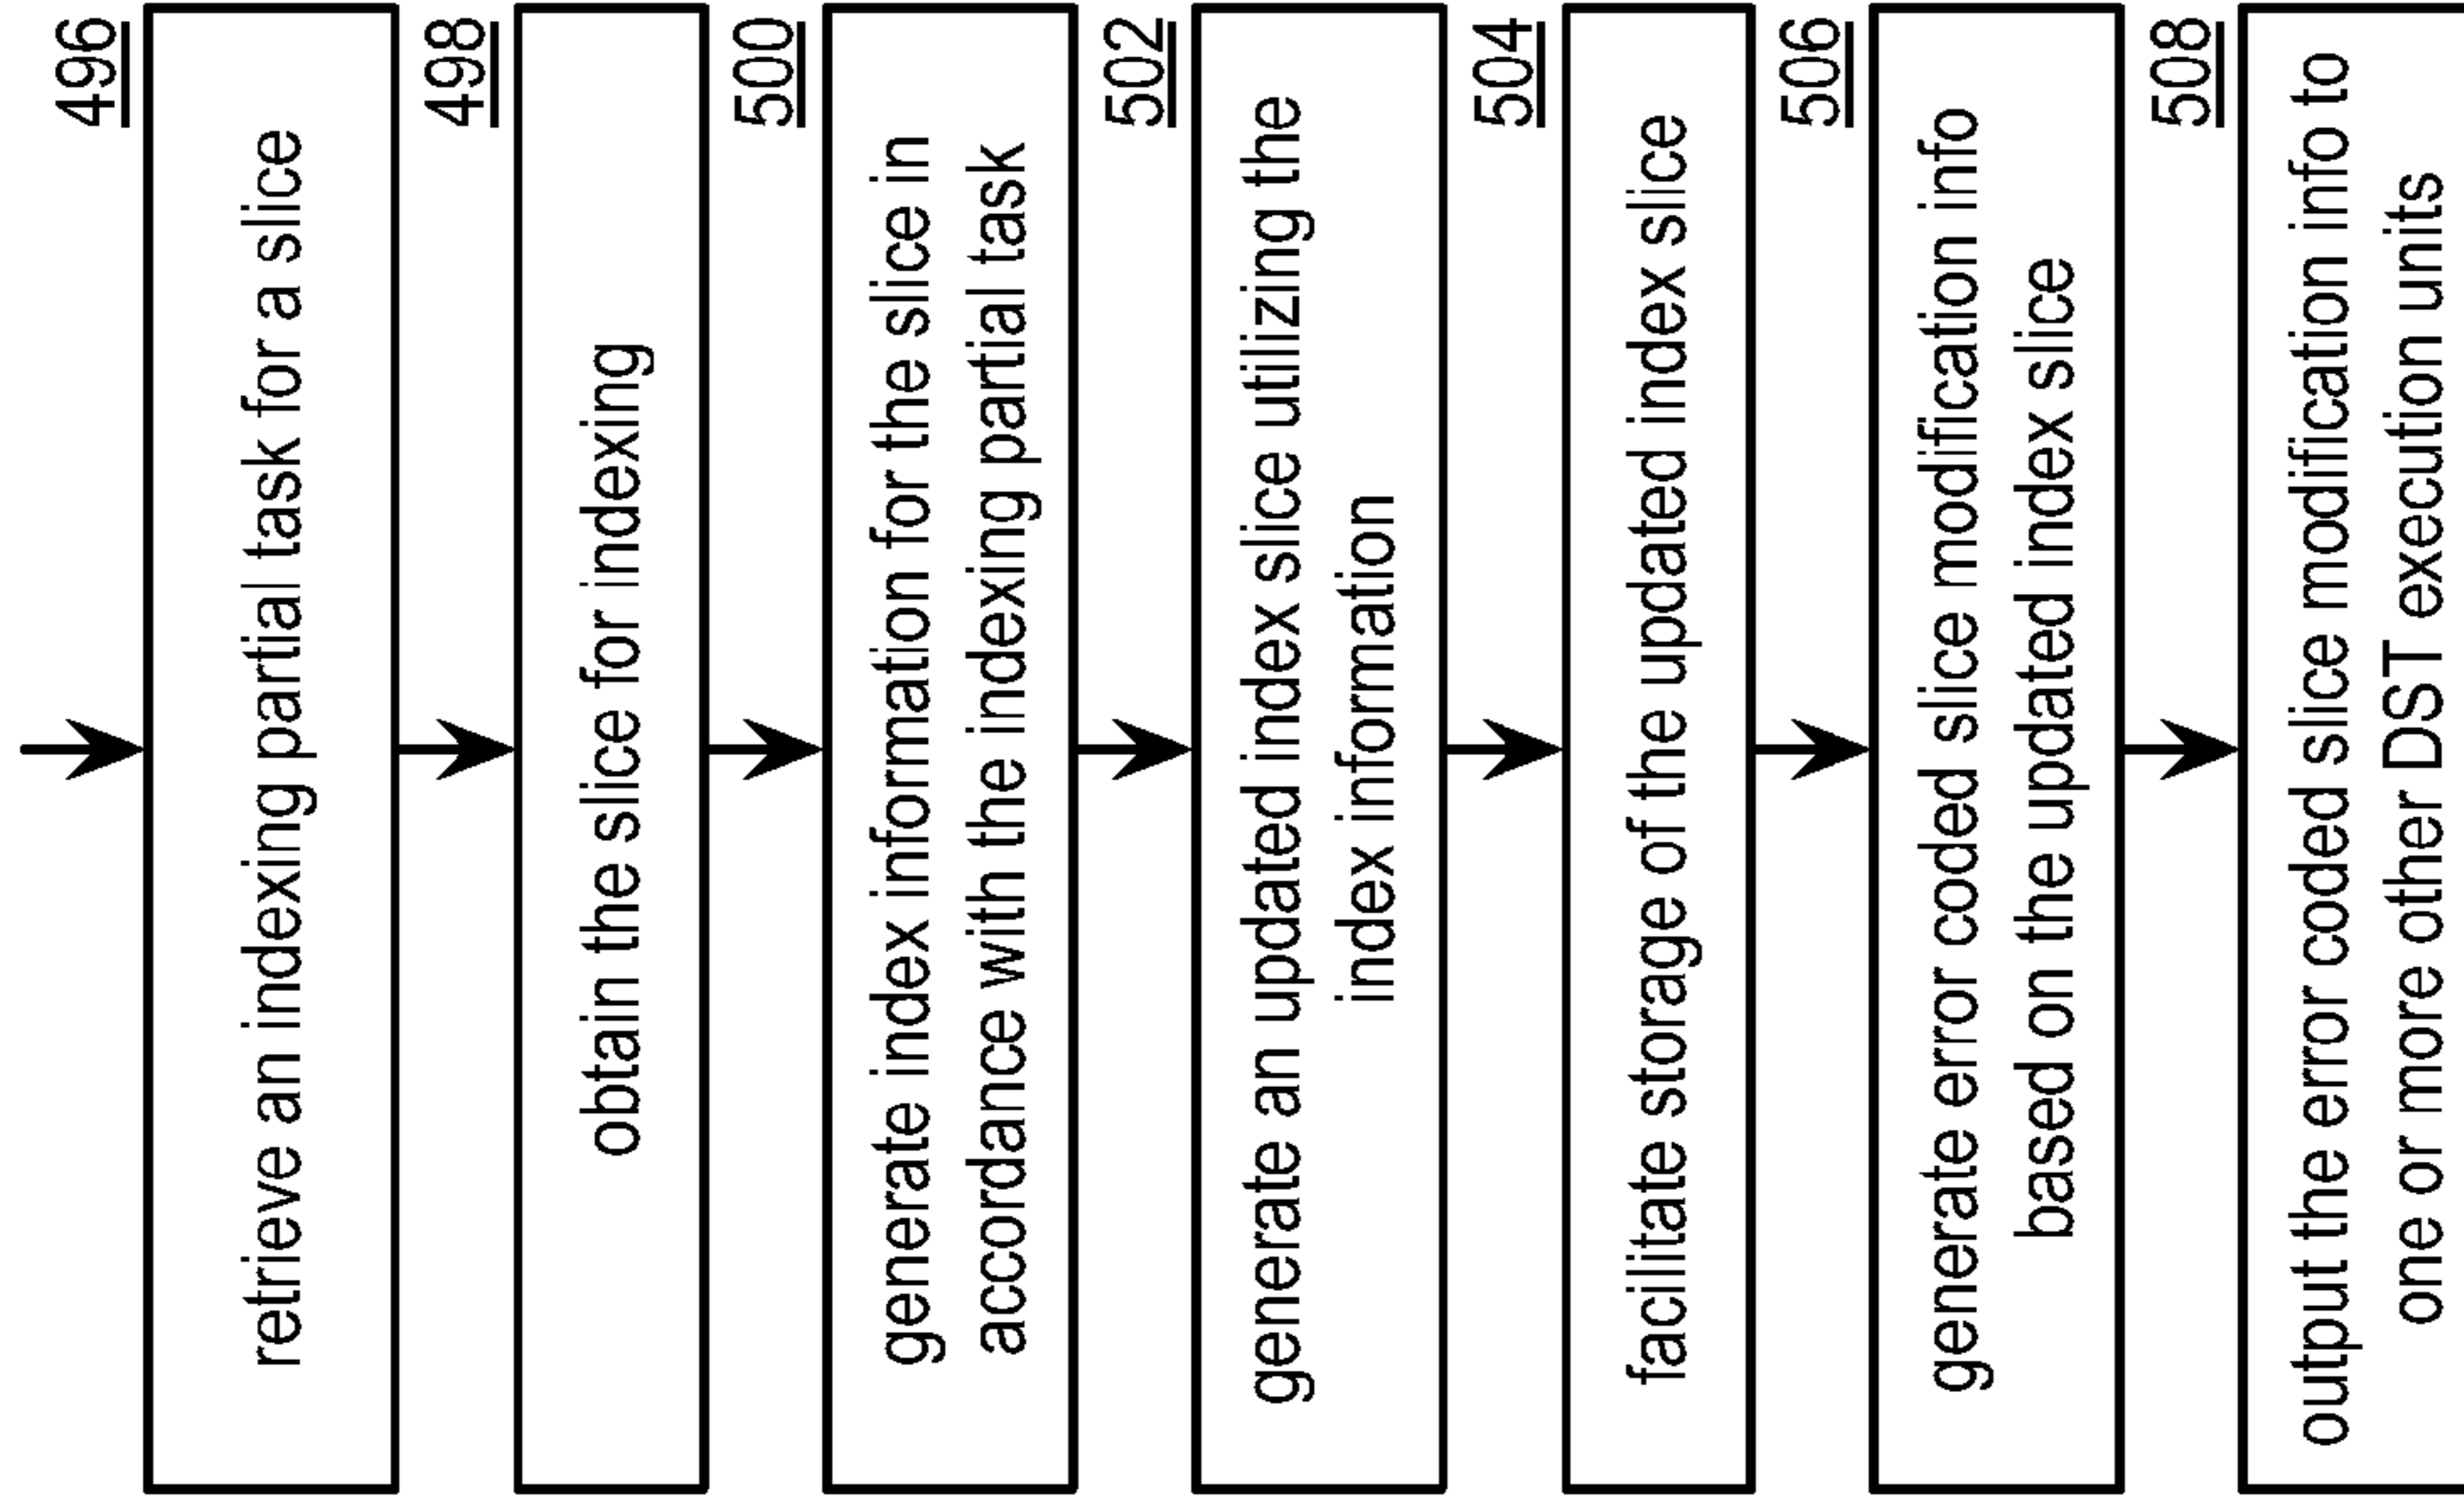 496
retrieve an indexing partial task for a slice
498
obtain the slice for indexing
500
generate index information for the slice in
accordance with the indexing partial task
502
generate an updated index slice utilizing the
index information
504
facilitate storage of the updated index slice
506
generate error coded slice modification info
based on the updated index slice
508
output the error coded slice modification info to
one or more other DST execution units